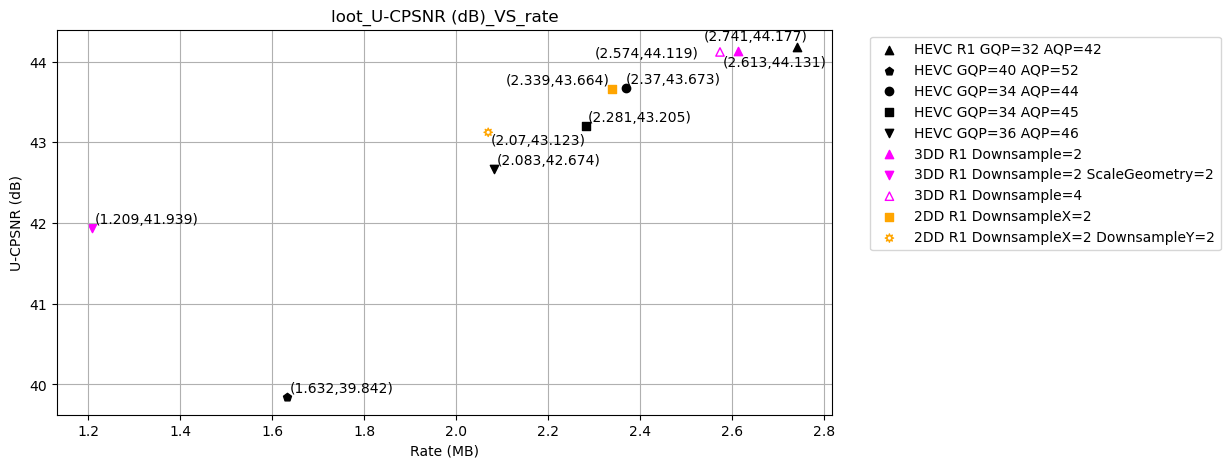 loot_U-CPSNR (dB)_VS_rate
(2.741,44.177)
(2.574,44.119)
(2.613,44.131)
(2.339,43.664)
(2.37,43.673)
(2.281,43.205)
(2.07,43.123)
(2.083,42.674)
(1.209,41.939)
(1.632,39.842)
44
43
42
41
40
U-CPSNR (dB)
1.2
1.4
1.6
1.8
2.0
2.2
2.4
2.6
2.8
Rate (MB)
HEVC R1 GQP=32 AQP=42
HEVC GQP=40 AQP=52
HEVC GQP=34 AQP=44
HEVC GQP=34 AQP=45
HEVC GQP=36 AQP=46
3DD R1 Downsample=2
3DD R1 Downsample=2 ScaleGeometry=2
3DD R1 Downsample=4
2DD R1 DownsampleX=2
2DD R1 DownsampleX=2 DownsampleY=2